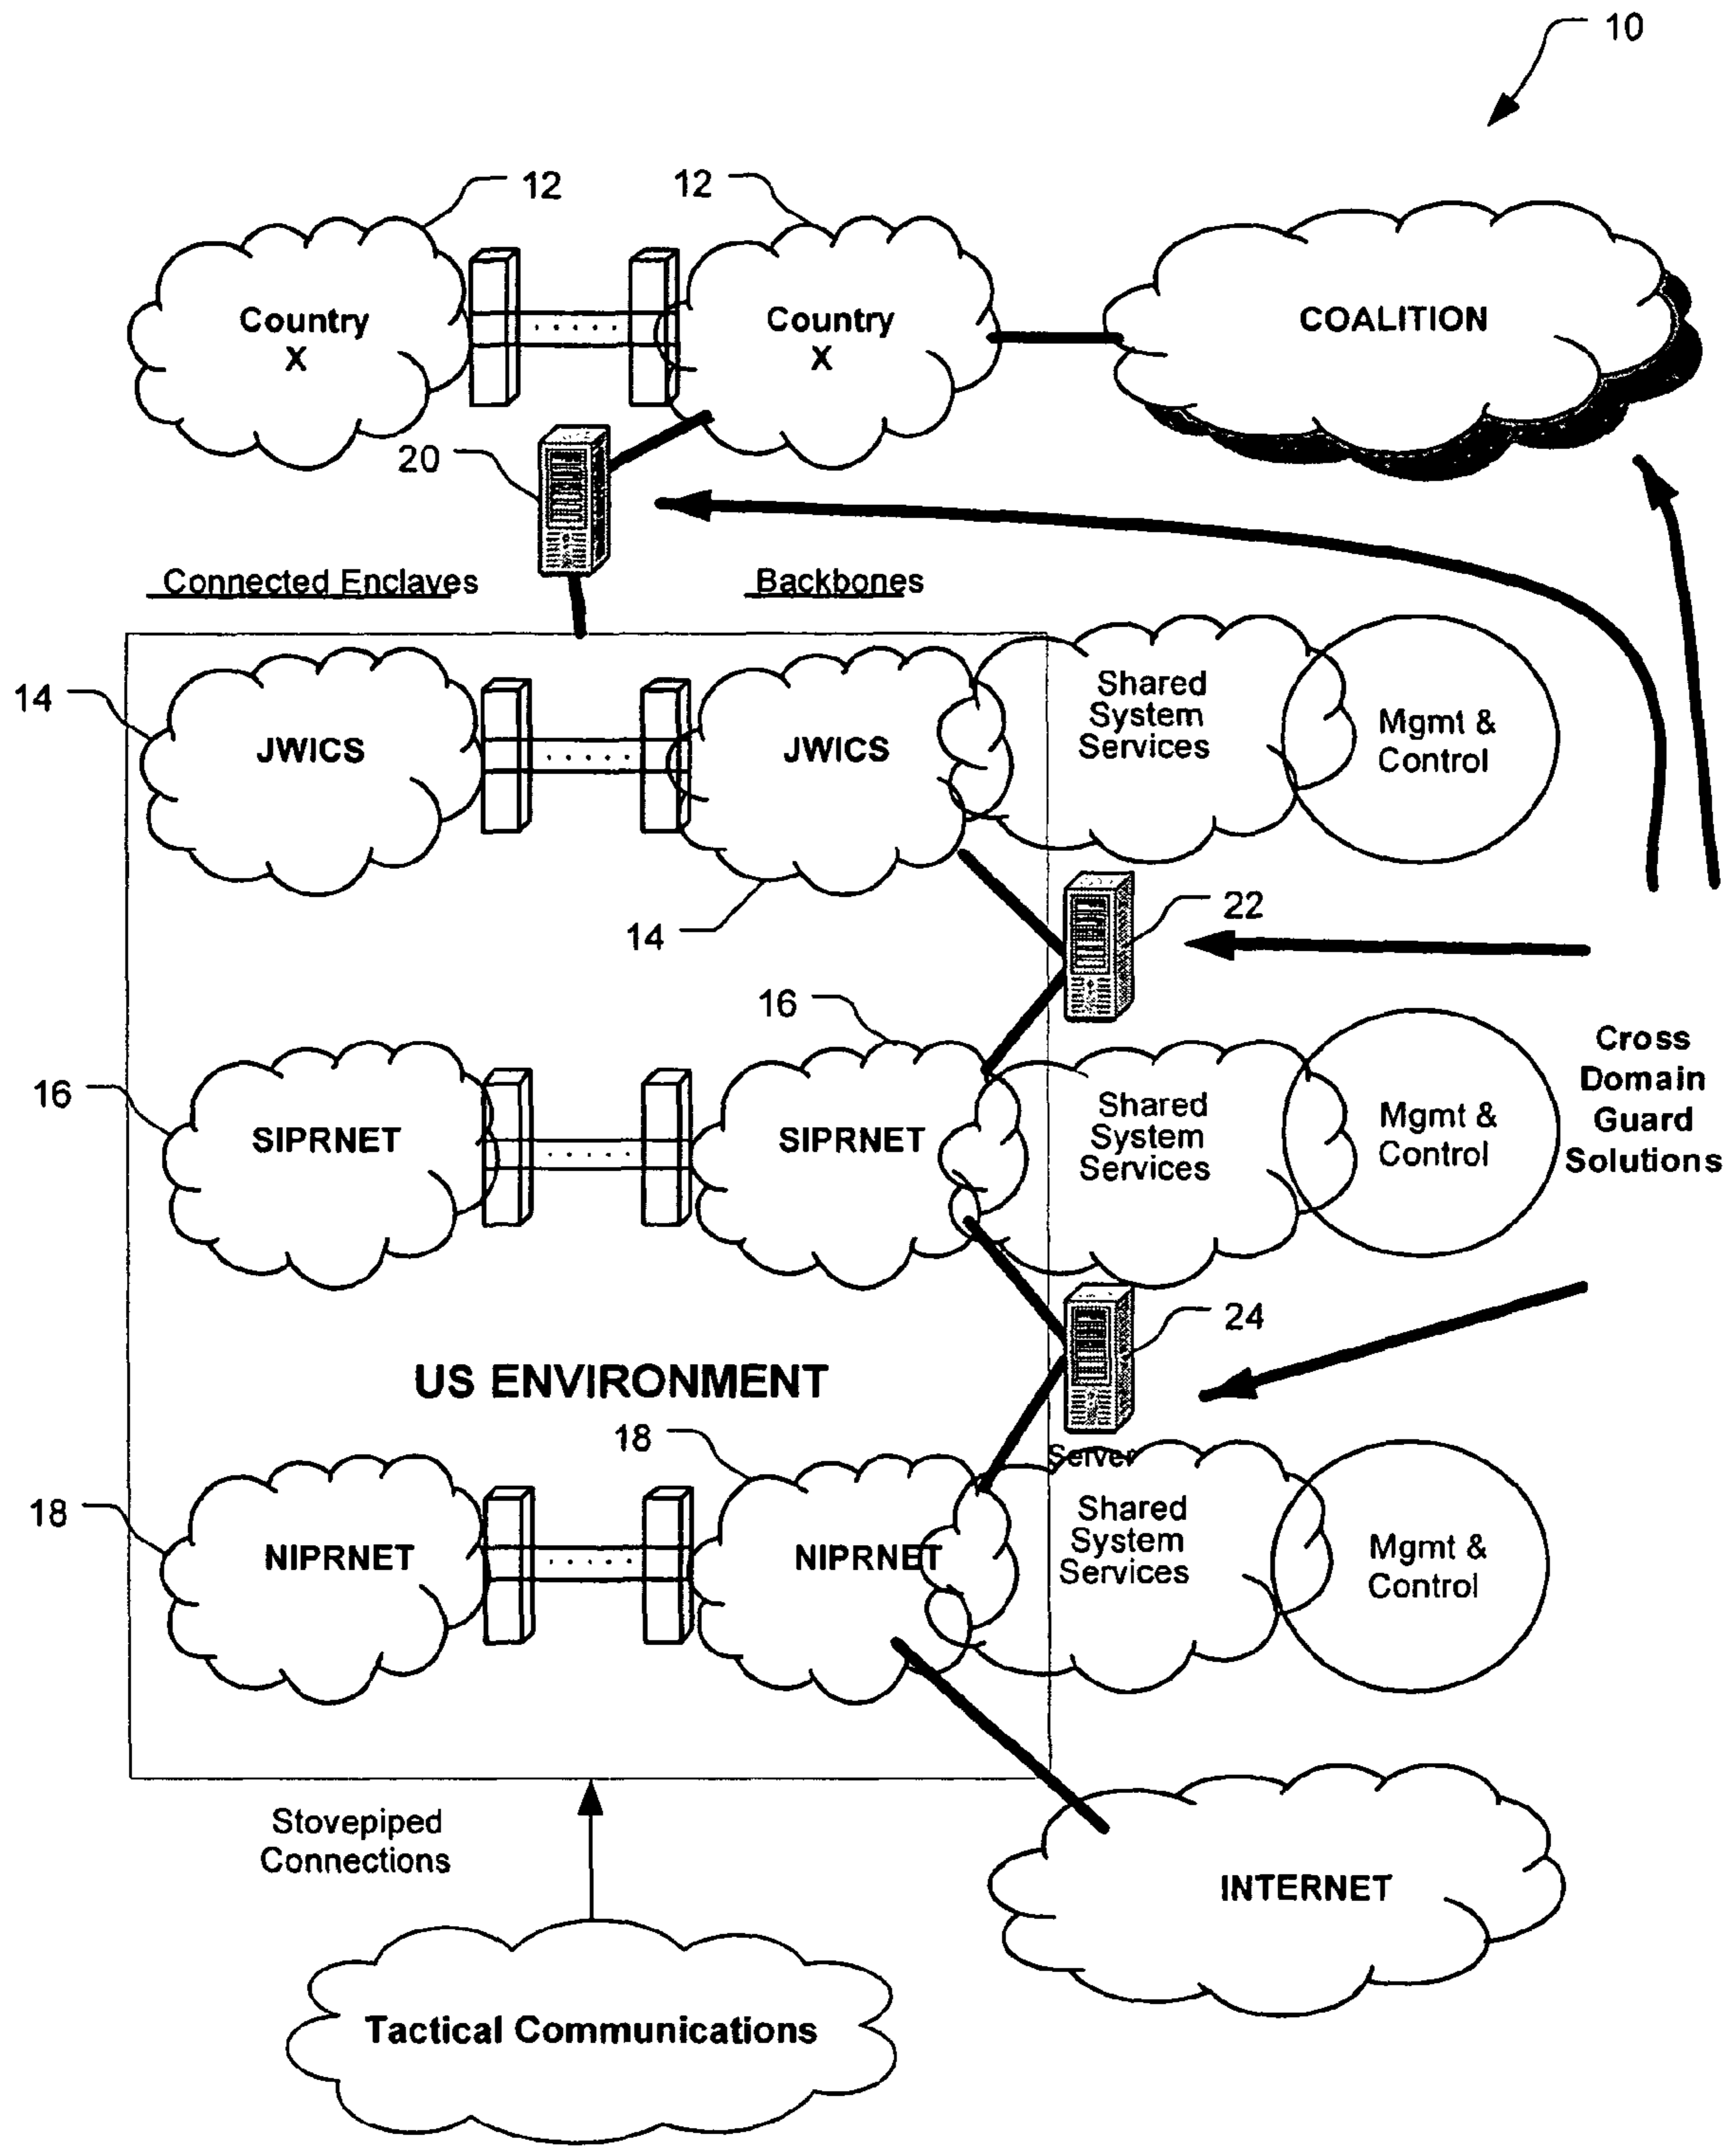 10
12
12
Country
X
Country
X
COALITION
20
Connected Enclaves
Backbones
14
JWICS
JWICS
Shared
System
Services
Mgmt &
Control
14
22
16
16
SIPRNET
SIPRNET
Shared
System
Services
Mgmt &
Control
Cross
Domain
Guard
Solutions
24
US ENVIRONMENT
18
Server
18
NIPRNET
NIPRNET
Shared
System
Services
Mgmt &
Control
Stovepiped
Connections
INTERNET
Tactical Communications